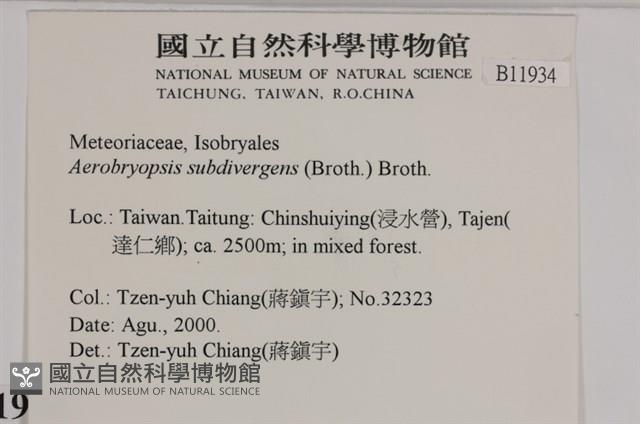 國立自然科學博物館
NATIONAL MUSEUM OF NATURAL SCIENCE
TAICHUNG, TAIWAN, R.O.CHINA
B11934
Meteoriaceae, Isobryales
Aerobryopsis subdivergens (Broth.) Broth.
Loc.: Taiwan.Taitung: Chinshuiying(浸水營), Tajen(
達仁鄉); ca. 2500m; in mixed forest.
Col.: Tzen-yuh Chiang(蔣鎮宇); No.32323
Date: Agu., 2000.
Det.: Tzen-yuh Chiang(蔣鎮宇)
國立自然科學博物館
NATIONAL MUSEUM OF NATURAL SCIENCE
19